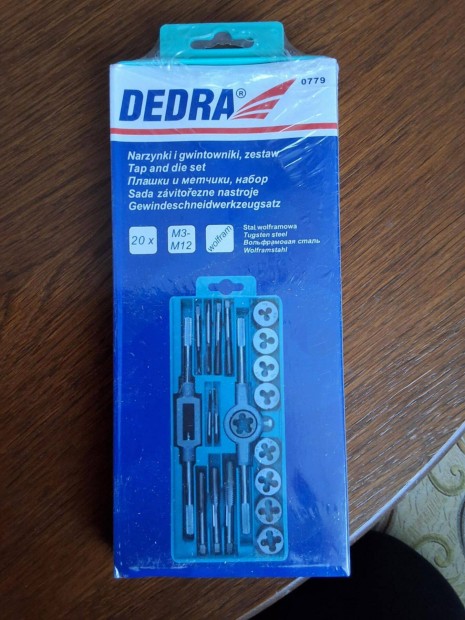 DEDRA®
0779
Narzynki i gwintowniki, zestaw
Tap and die set
Плашки и метчики, набор
Sada závitořezne nastroje
Gewindeschneidwerkzeugsatz
20 x
M3-
M12
wolfram
Stal wolframowa
Tugsten steel
Вольфрамовая сталь
Wolframstahl